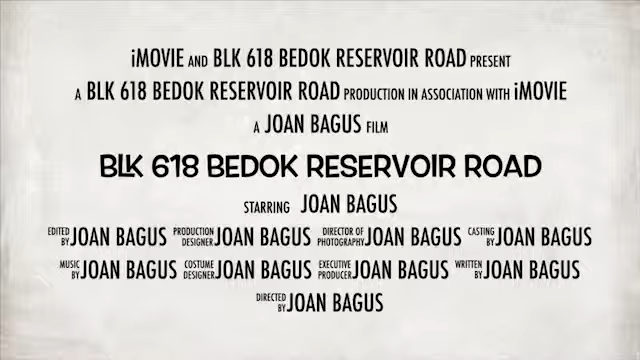 iMOVIE AND BLK 618 BEDOK RESERVOIR ROAD PRESENT
A BLK 618 BEDOK RESERVOIR ROAD PRODUCTION IN ASSOCIATION WITH iMOVIE
A JOAN BAGUS FILM
BLK 618 BEDOK RESERVOIR ROAD
STARRING JOAN BAGUS
EDITED BY JOAN BAGUS PRODUCTION DESIGNER JOAN BAGUS DIRECTOR OF PHOTOGRAPHY JOAN BAGUS CASTING BY JOAN BAGUS
MUSIC BY JOAN BAGUS COSTUME DESIGNER JOAN BAGUS EXECUTIVE PRODUCER JOAN BAGUS WRITTEN BY JOAN BAGUS
DIRECTED BY JOAN BAGUS